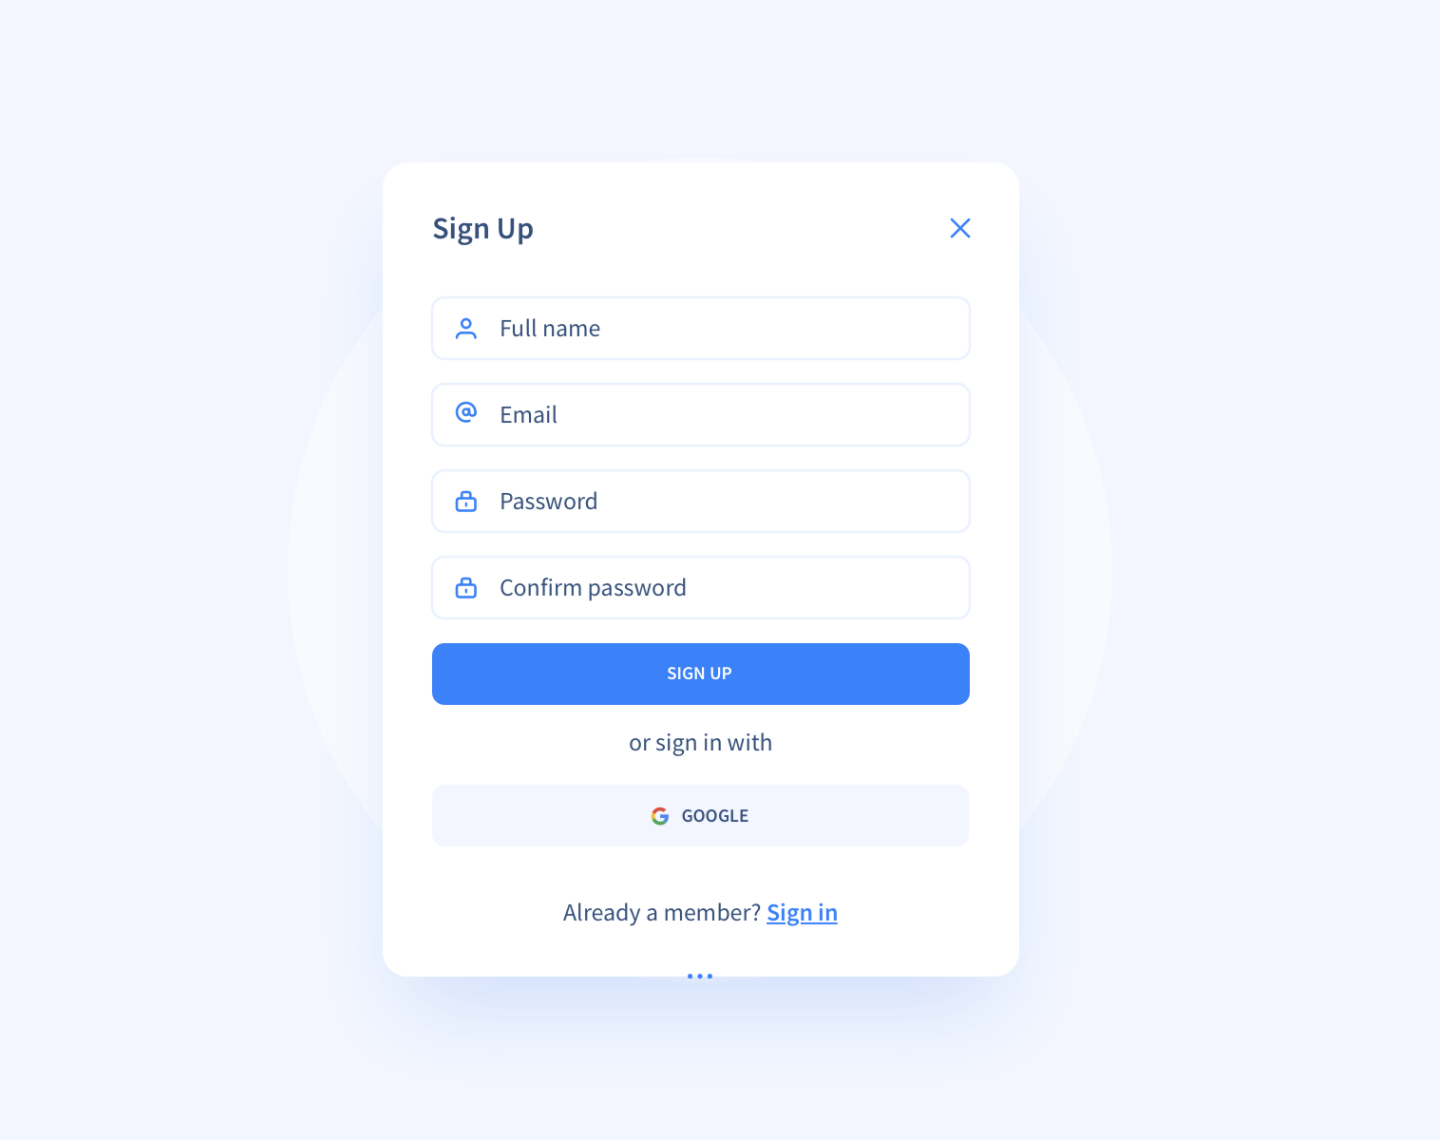 Sign Up
Full name
Email
Password
Confirm password
SIGN UP
or sign in with
GOOGLE
Already a member? Sign in